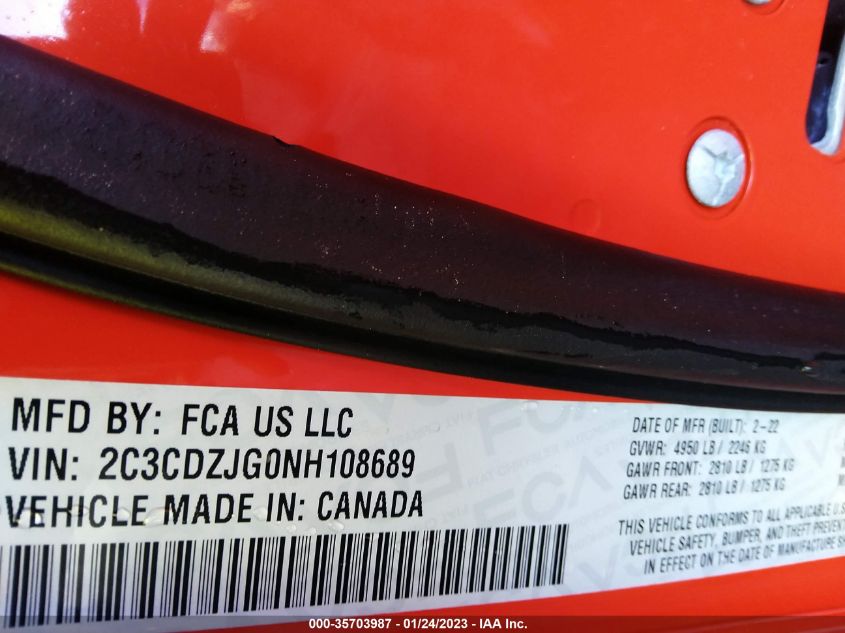 MFD BY: FCA US LLC
VIN: 2C3CDZJG0NH108689
VEHICLE MADE IN: CANADA
DATE OF MFR (BUILT): 2-22
GVWR: 4950 LB / 2246 KG
GAWR FRONT: 2810 LB / 1275 KG
GAWR REAR: 2810 LB / 1275 KG
THIS VEHICLE CONFORMS TO ALL APPLICABLE U.S
VEHICLE SAFETY, BUMPER, AND THEFT PREVENT
IN EFFECT ON THE DATE OF MANUFACTURE SH
000-35703987 - 01/24/2023 - IAA Inc.